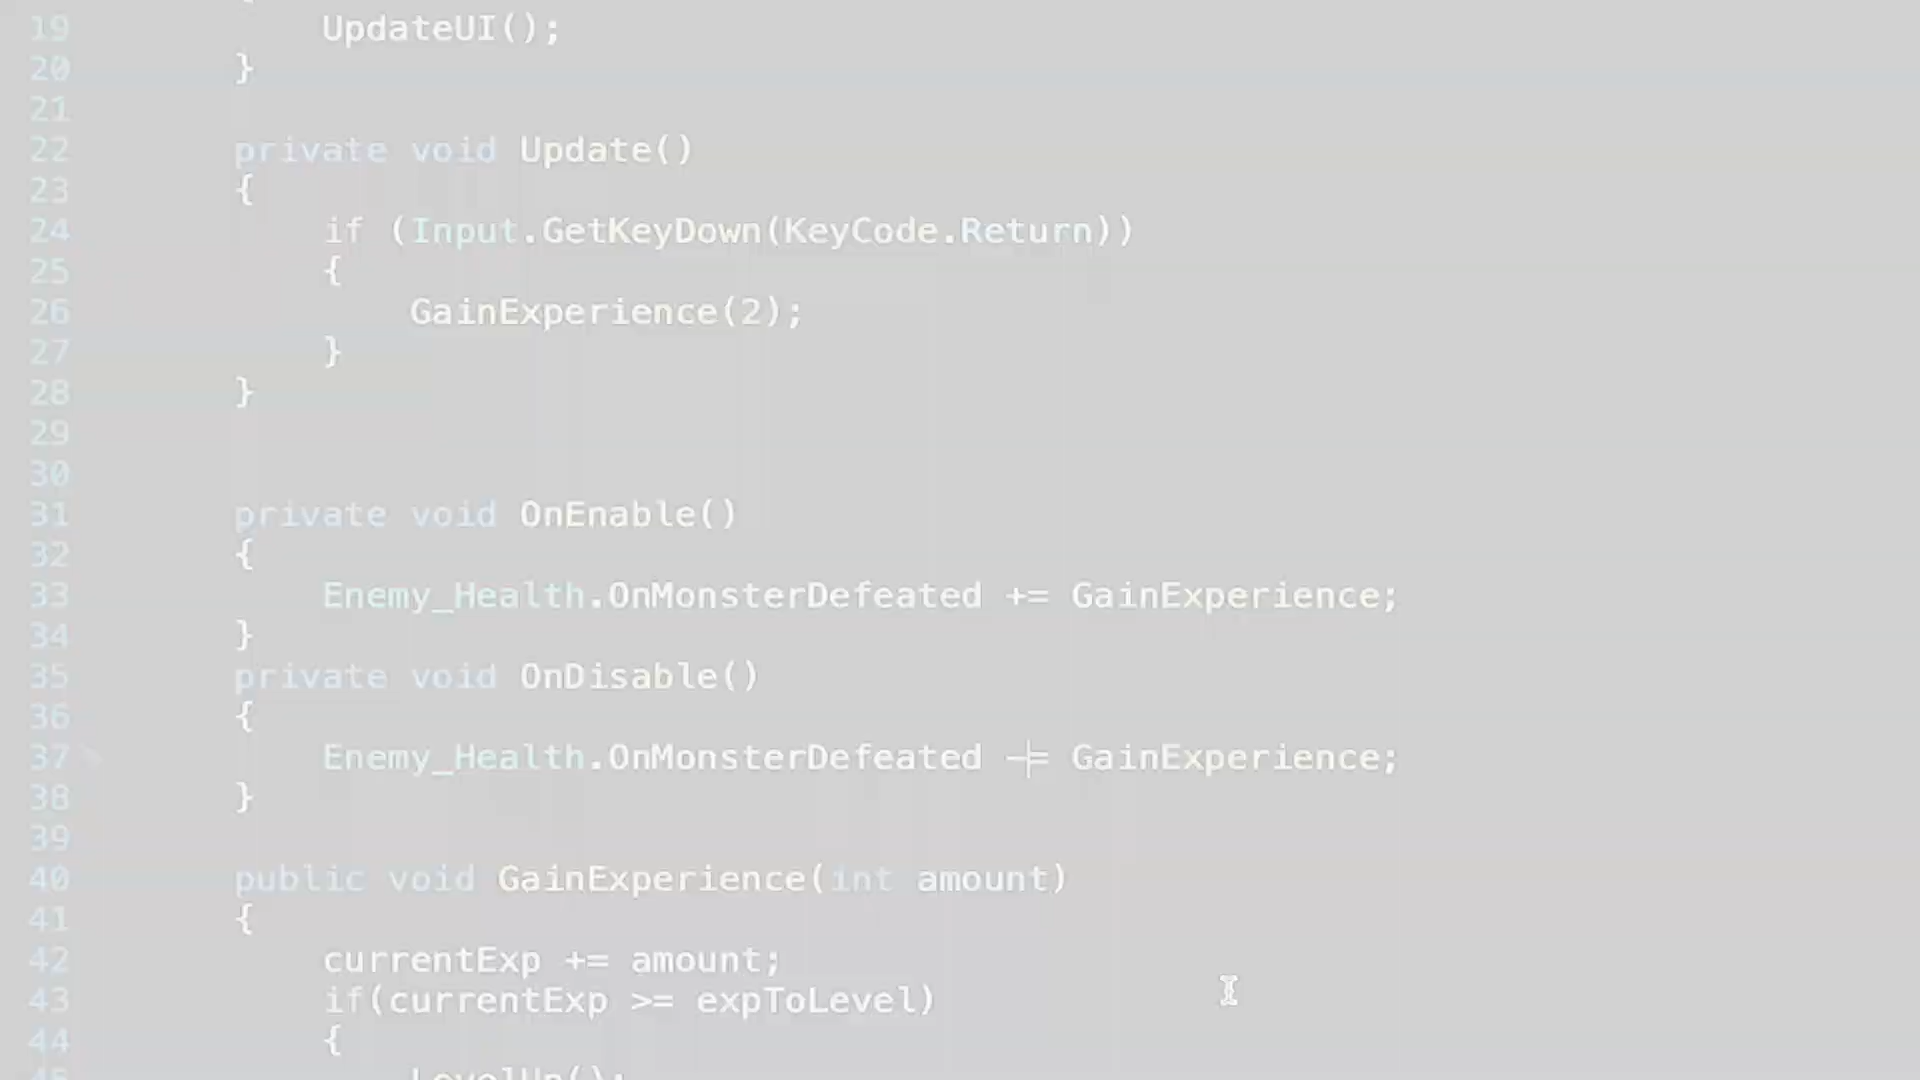 19 UpdateUI();
20 }
21
22 private void Update()
23 {
24 if (Input.GetKeyDown(KeyCode.Return))
25 {
26 GainExperience(2);
27 }
28 }
29
30
31 private void OnEnable()
32 {
33 Enemy_Health.OnMonsterDefeated += GainExperience;
34 }
35 private void OnDisable()
36 {
37 Enemy_Health.OnMonsterDefeated -= GainExperience;
38 }
39
40 public void GainExperience(int amount)
41 {
42 currentExp += amount;
43 if(currentExp >= expToLevel)
44 {
45 LevelUp();